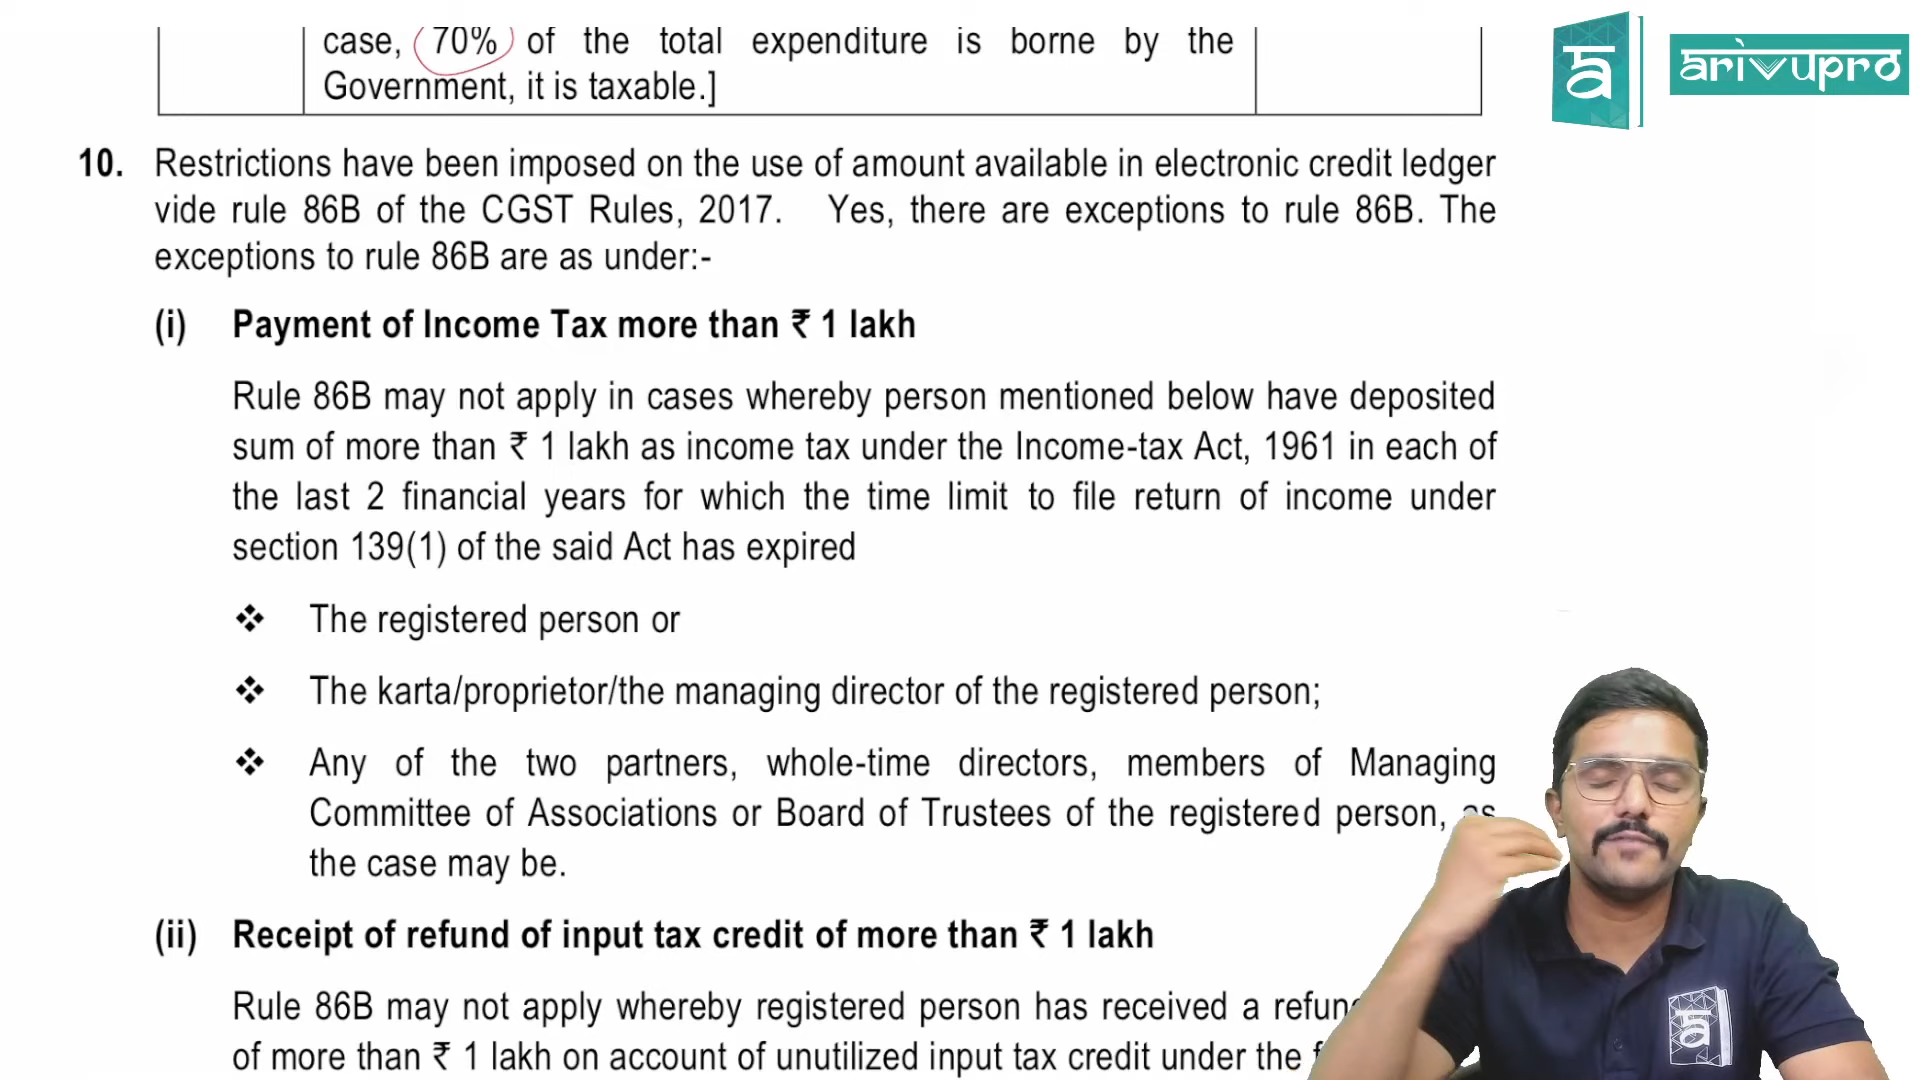 case, 70% of the total expenditure is borne by the
Government, it is taxable.]
arivupro
10. Restrictions have been imposed on the use of amount available in electronic credit ledger
vide rule 86B of the CGST Rules, 2017. Yes, there are exceptions to rule 86B. The
exceptions to rule 86B are as under:-
(i) Payment of Income Tax more than ₹ 1 lakh
Rule 86B may not apply in cases whereby person mentioned below have deposited
sum of more than ₹ 1 lakh as income tax under the Income-tax Act, 1961 in each of
the last 2 financial years for which the time limit to file return of income under
section 139(1) of the said Act has expired
❖ The registered person or
❖ The karta/proprietor/the managing director of the registered person;
❖ Any of the two partners, whole-time directors, members of Managing
Committee of Associations or Board of Trustees of the registered person, as
the case may be.
(ii) Receipt of refund of input tax credit of more than ₹ 1 lakh
Rule 86B may not apply whereby registered person has received a
of more than ₹ 1 lakh on account of unutilized input tax credit under the